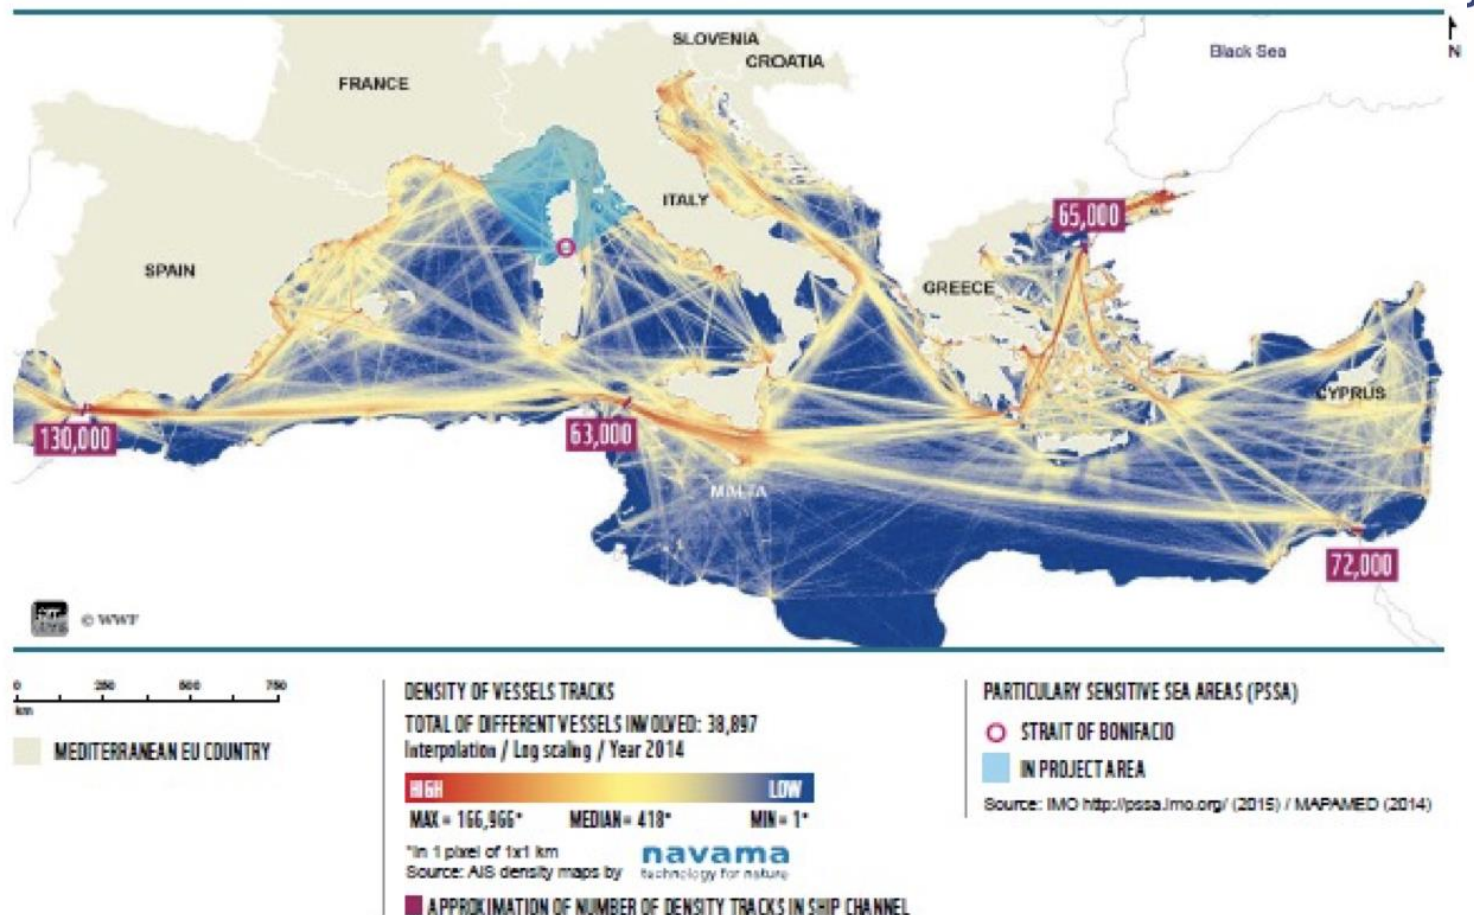 SLOVENIA
CROATIA
Black Sea
N
FRANCE
ITALY
65,000
SPAIN
GREECE
CYPRUS
130,000
63,000
MALTA
72,000
© WWF
0 250 500 750
km
MEDITERRANEAN EU COUNTRY
DENSITY OF VESSELS TRACKS
TOTAL OF DIFFERENT VESSELS INVOLVED: 38,897
Interpolation / Log scaling / Year 2014
HIGH LOW
MAX = 166,966* MEDIAN= 418* MIN = 1*
*In 1 pixel of 1x1 km
Source: AIS density maps by
navama
technology for nature
APPROXIMATION OF NUMBER OF DENSITY TRACKS IN SHIP CHANNEL
PARTICULARY SENSITIVE SEA AREAS (PSSA)
STRAIT OF BONIFACIO
IN PROJECT AREA
Source: IMO http://pssa.imo.org/ (2015) / MAPAMED (2014)